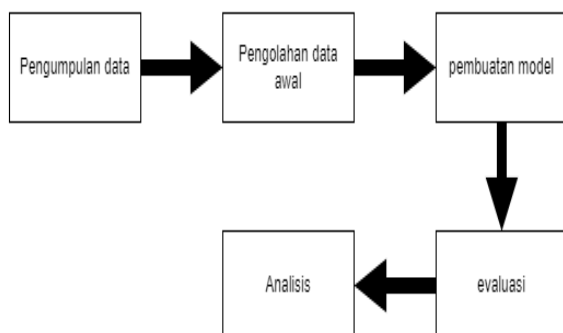 Pengumpulan data
Pengolahan data
awal
pembuatan model
evaluasi
Analisis